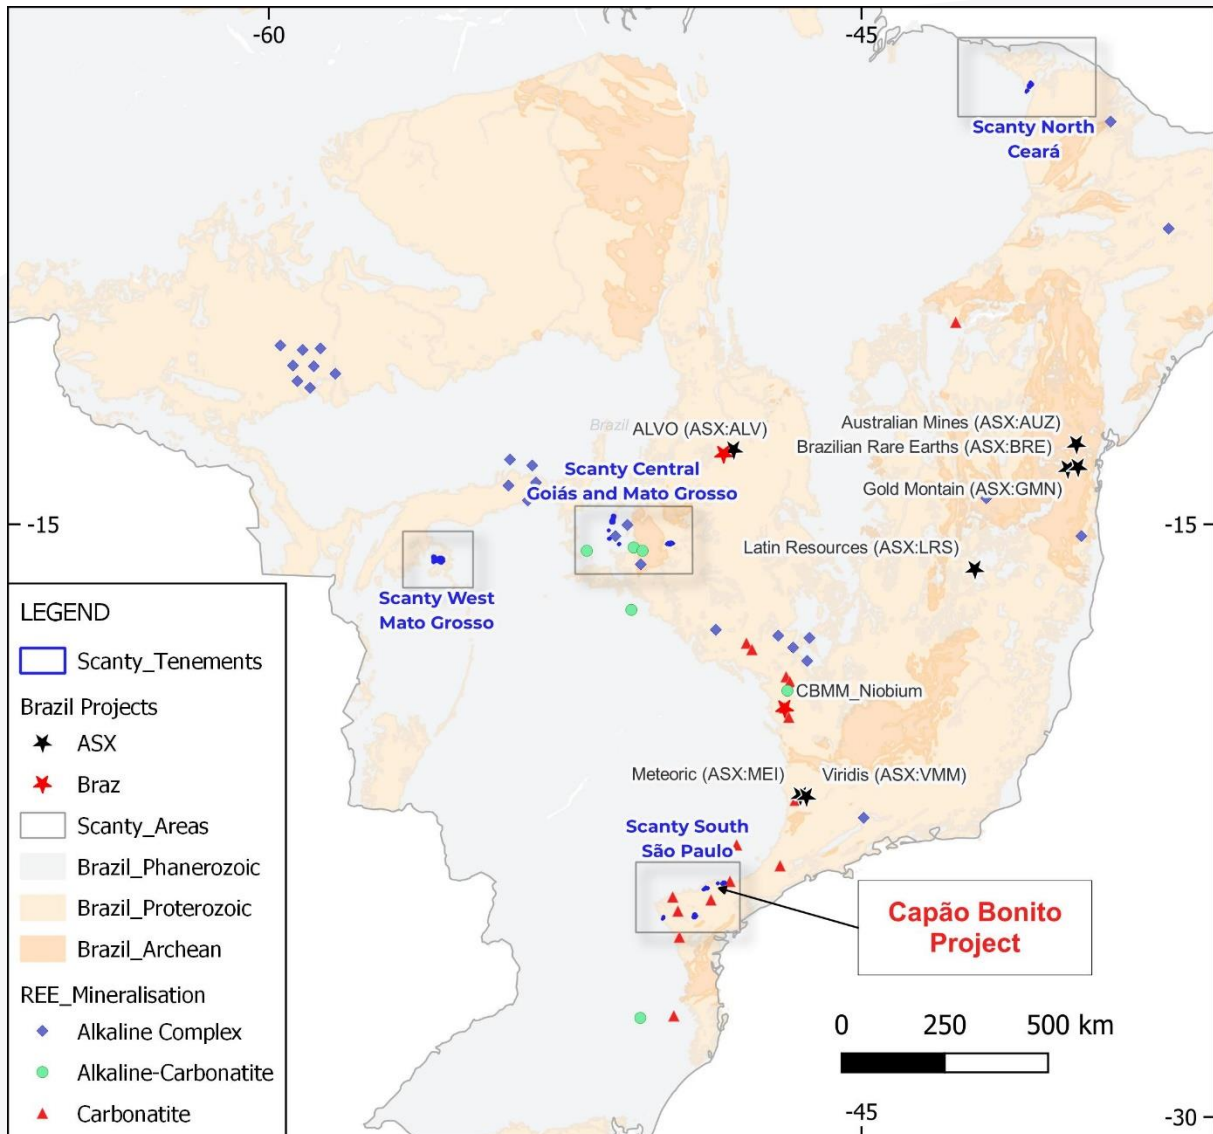 -60
-45
Scanty North
Ceará
Brazil
ALVO (ASX:ALV)
Australian Mines (ASX:AUZ)
Brazilian Rare Earths (ASX:BRE)
Gold Montain (ASX:GMN)
Scanty Central
Goiás and Mato Grosso
-15
-15
Latin Resources (ASX:LRS)
Scanty West
Mato Grosso
CBMM_Niobium
Meteoric (ASX:MEI)
Viridis (ASX:VMM)
Scanty South
São Paulo
Capão Bonito
Project
LEGEND
Scanty_Tenements
Brazil Projects
ASX
Braz
Scanty_Areas
Brazil_Phanerozoic
Brazil_Proterozoic
Brazil_Archean
REE_Mineralisation
Alkaline Complex
Alkaline-Carbonatite
Carbonatite
0 250 500 km
-45
-30